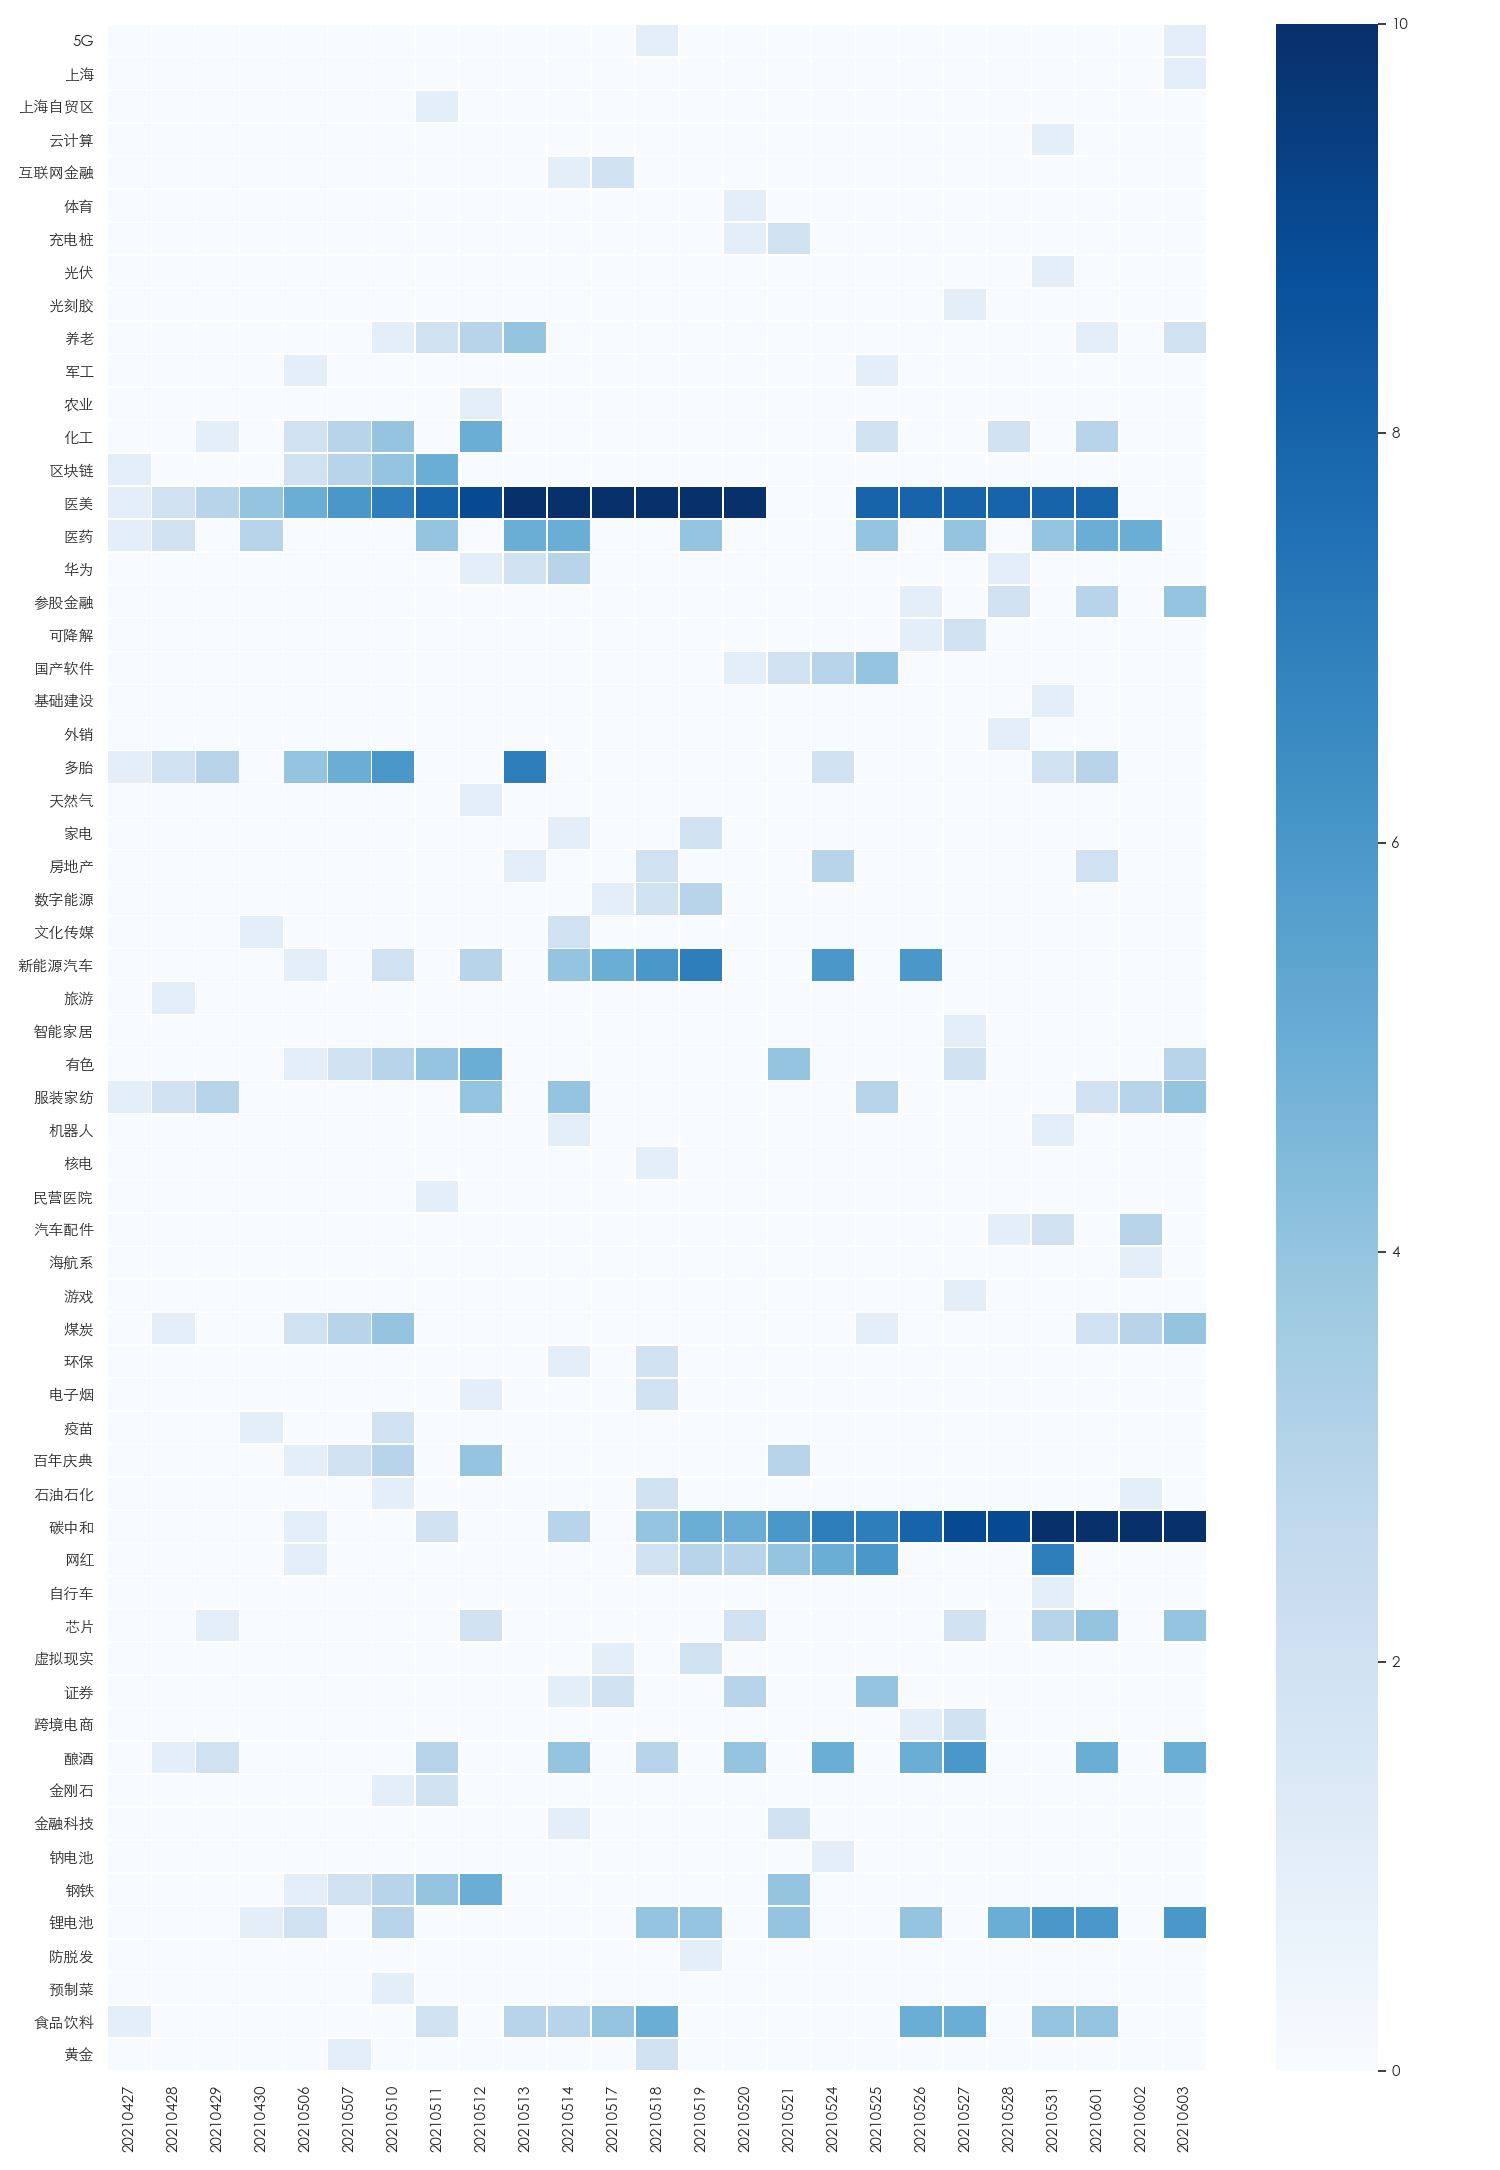 5G
上海
上海自贸区
云计算
互联网金融
体育
充电桩
光伏
光刻胶
养老
军工
农业
化工
区块链
医美
医药
华为
参股金融
可降解
国产软件
基础建设
外销
多胎
天然气
家电
房地产
数字能源
文化传媒
新能源汽车
旅游
智能家居
有色
服装家纺
机器人
核电
民营医院
汽车配件
海航系
游戏
煤炭
环保
电子烟
疫苗
百年庆典
石油石化
碳中和
网红
自行车
芯片
虚拟现实
证券
跨境电商
酿酒
金刚石
金融科技
钠电池
钢铁
锂电池
防脱发
预制菜
食品饮料
黄金
20210427
20210428
20210429
20210430
20210506
20210507
20210510
20210511
20210512
20210513
20210514
20210517
20210518
20210519
20210520
20210521
20210524
20210525
20210526
20210527
20210528
20210531
20210601
20210602
20210603
10
8
6
4
2
0